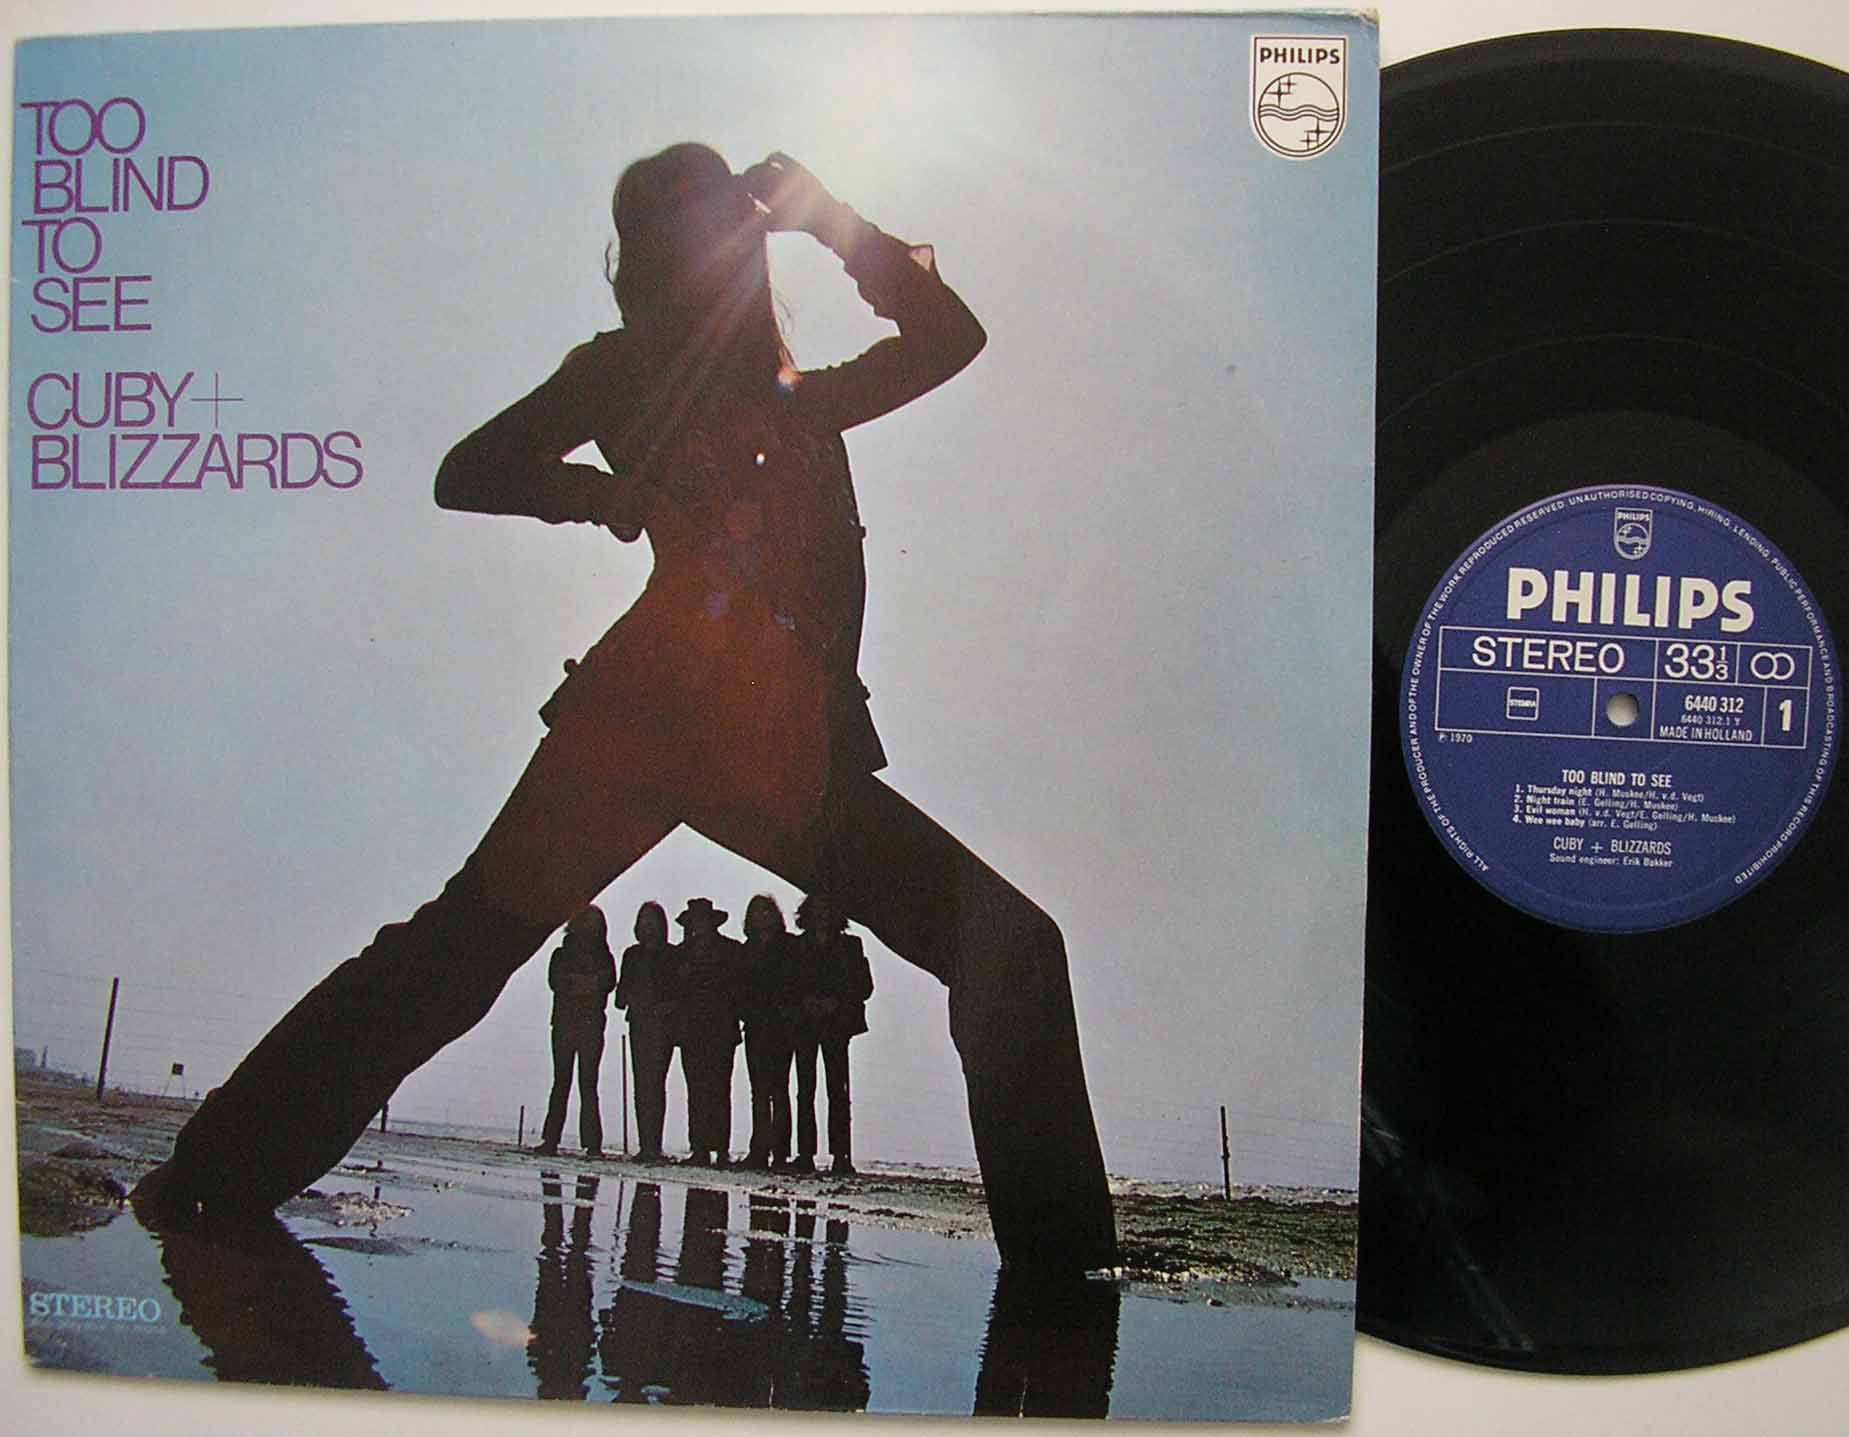 TOO
BLIND
TO
SEE
CUBY+
BLIZZARDS
PHILIPS
STEREO
ALL RIGHTS OF THE PRODUCER AND OF THE OWNER OF THE WORK REPRODUCED RESERVED. UNAUTHORISED COPYING, HIRING, LENDING, PUBLIC PERFORMANCE AND BROADCASTING OF THIS RECORD PROHIBITED
PHILIPS
PHILIPS
STEREO 33⅓
STEMRA
6440 312
6440 312.1 Y
MADE IN HOLLAND
1
℗ 1970
TOO BLIND TO SEE
1. Thursday night (H. Muskee/H. v.d. Vegt)
2. Night train (E. Gelling/H. Muskee)
3. Evil woman (H. v.d. Vegt/E. Gelling/H. Muskee)
4. Wee wee baby (arr. E. Gelling)
CUBY + BLIZZARDS
Sound engineer: Erik Bakker